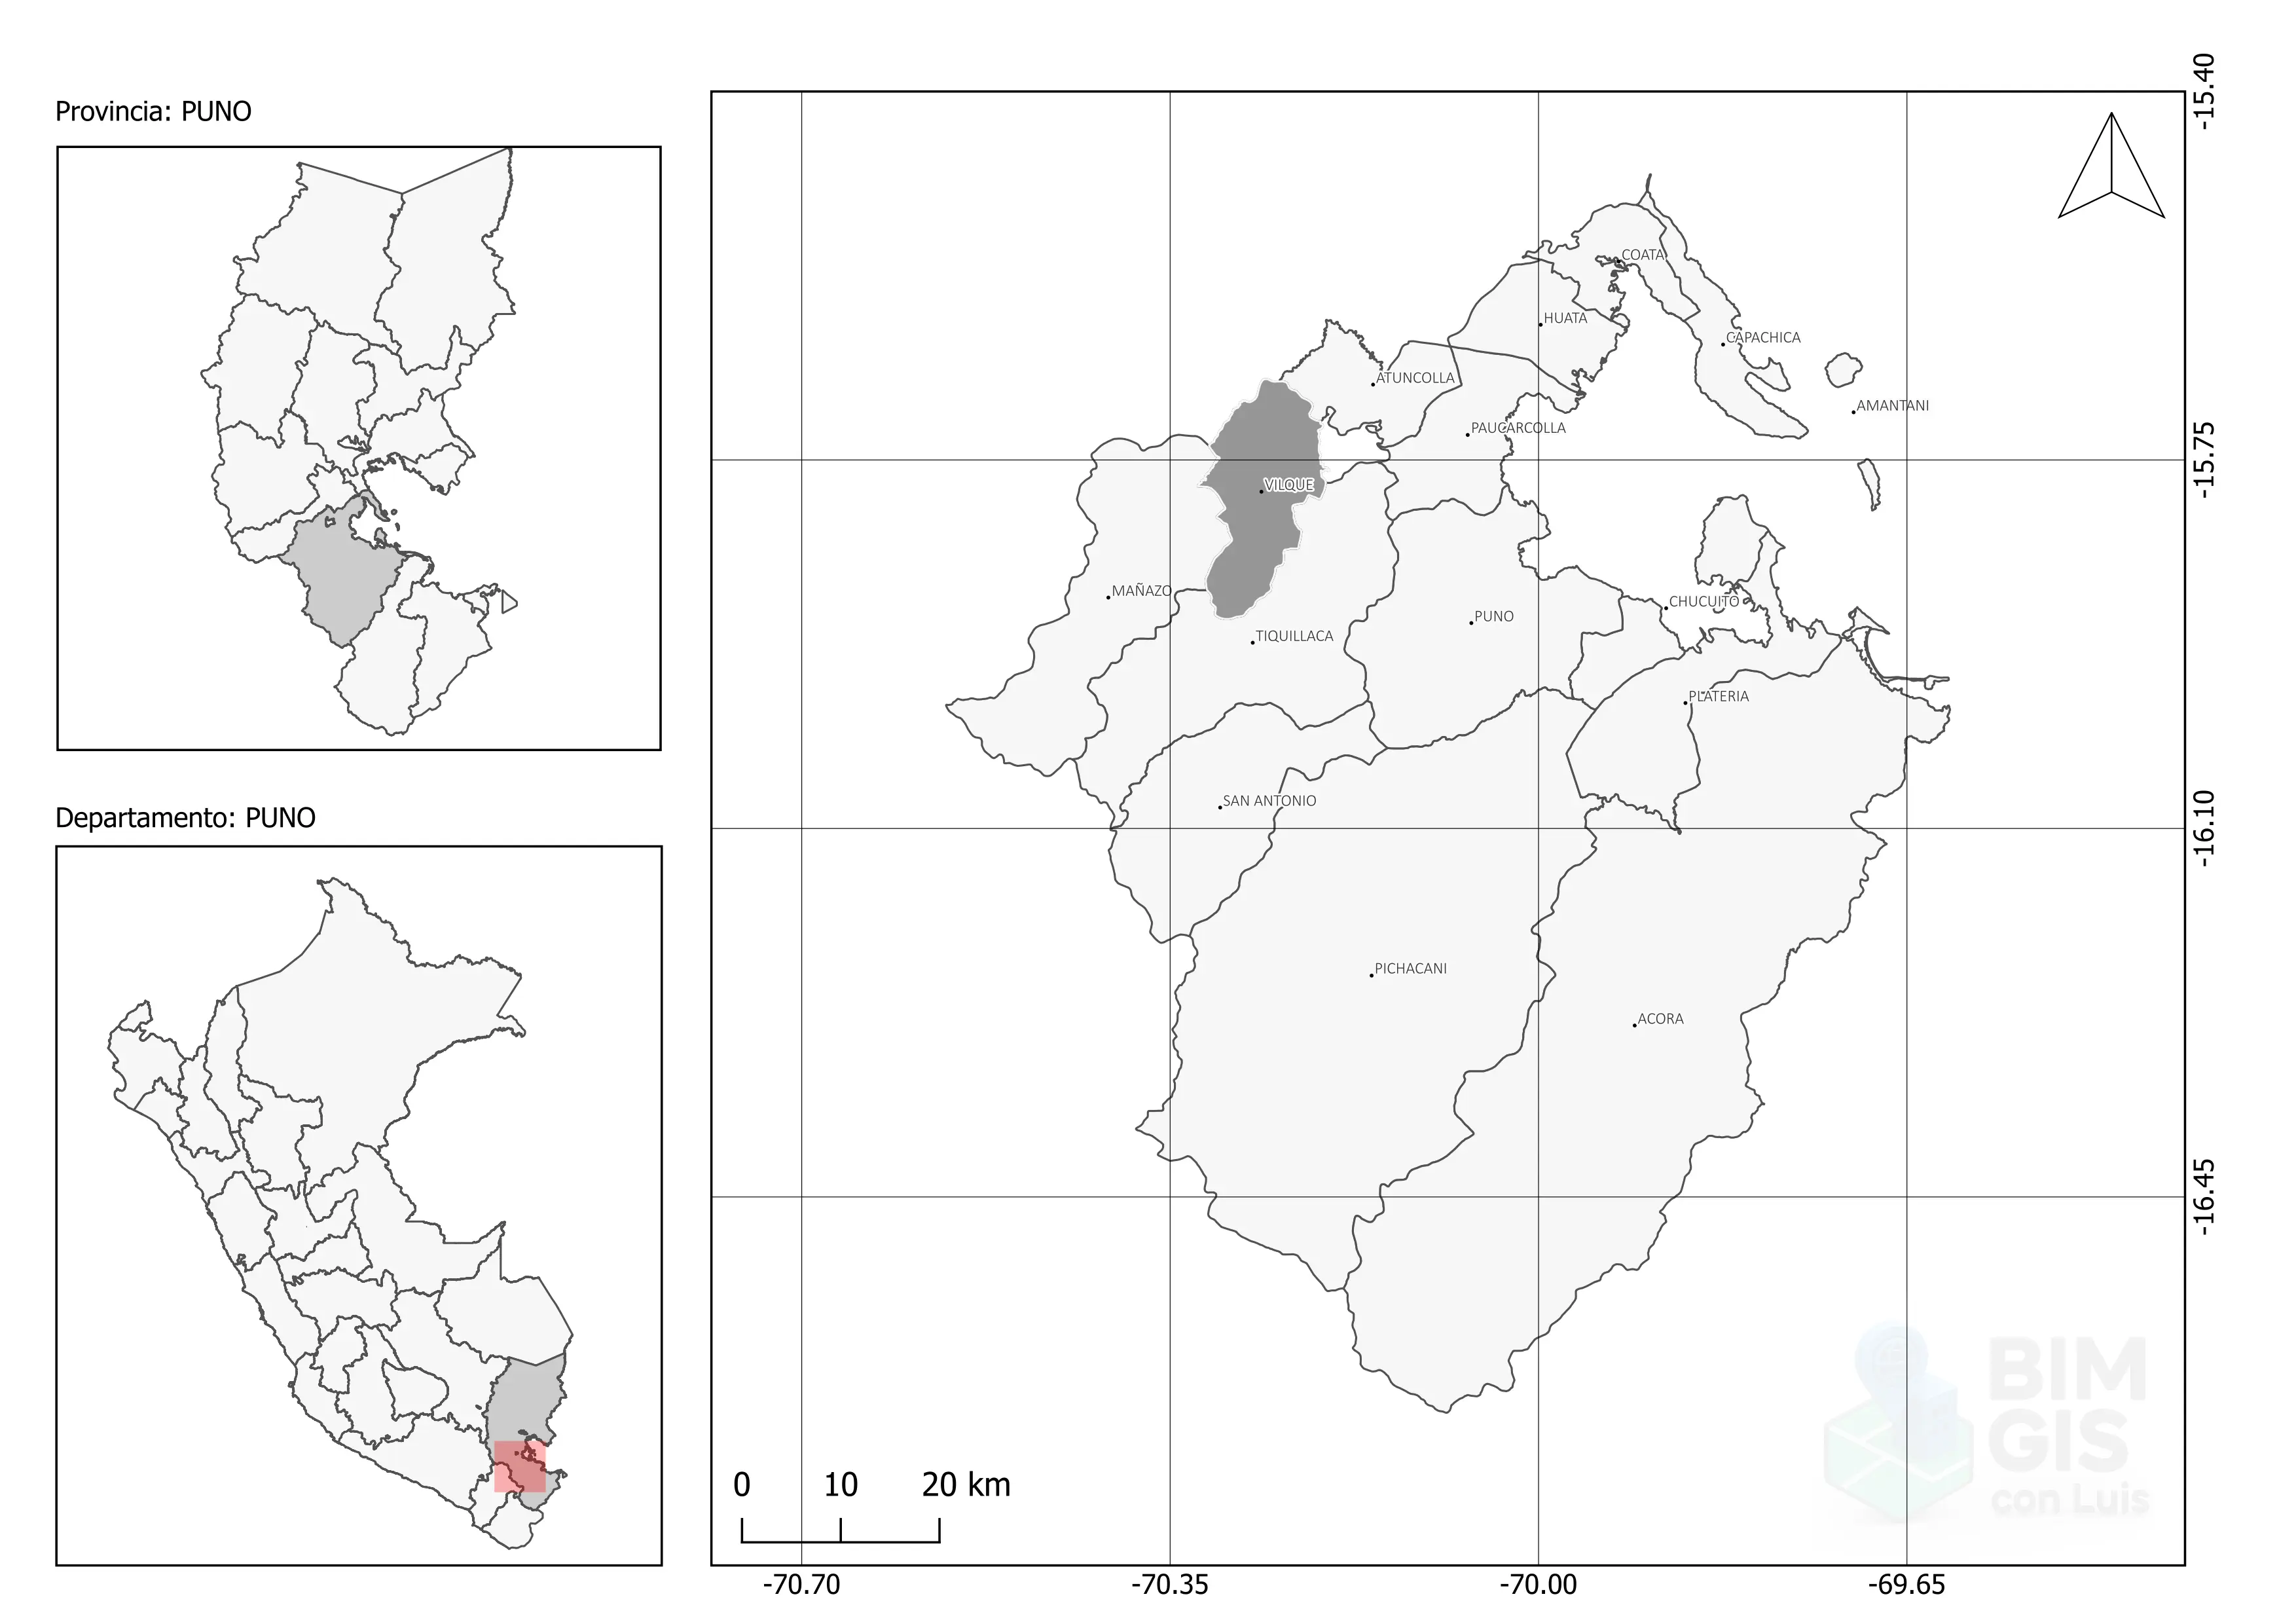 Provincia: PUNO
Departamento: PUNO
-15.40
-15.75
-16.10
-16.45
COATA
HUATA
CAPACHICA
ATUNCOLLA
AMANTANI
PAUCARCOLLA
VILQUE
MAÑAZO
CHUCUITO
PUNO
TIQUILLACA
PLATERIA
SAN ANTONIO
PICHACANI
ACORA
BIM
GIS
con Luis
0 10 20 km
-70.70 -70.35 -70.00 -69.65